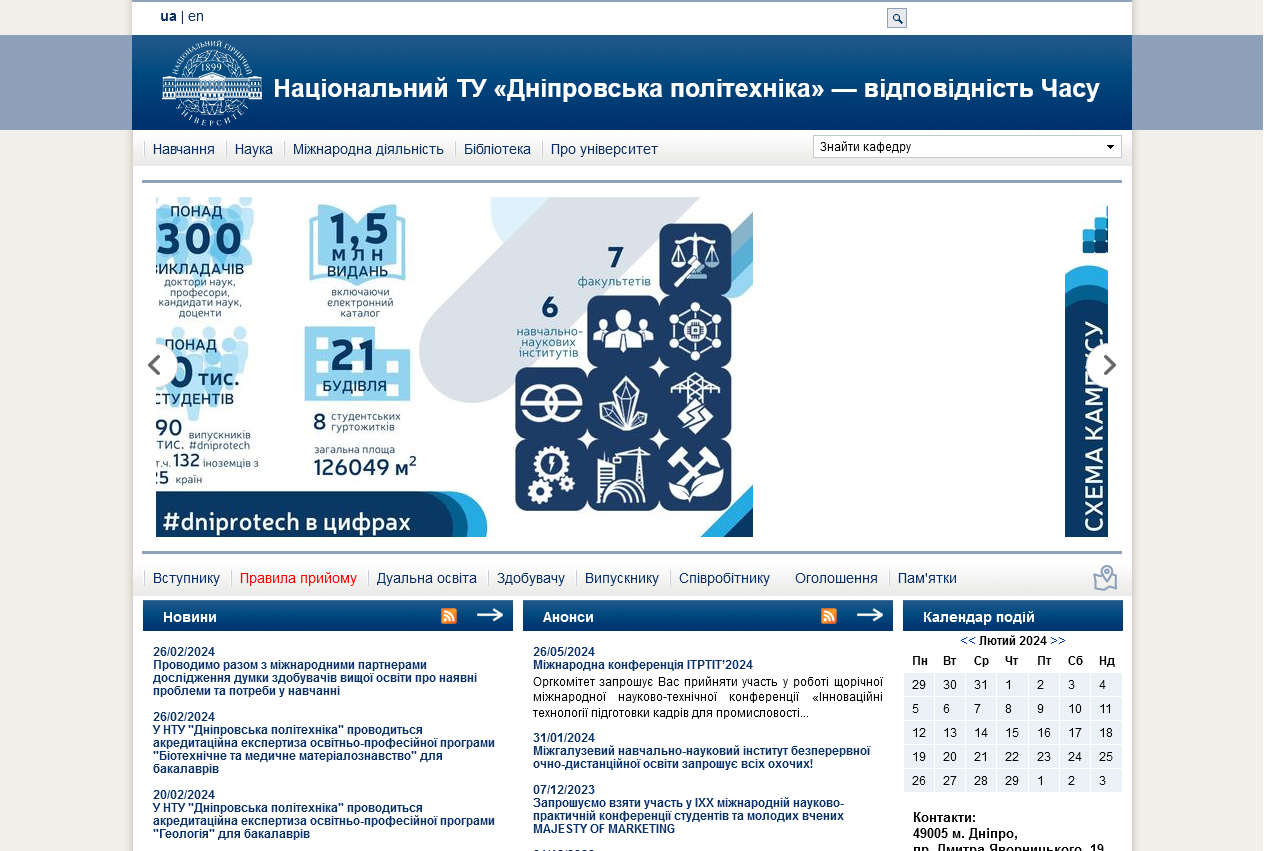 ua | en
НАЦІОНАЛЬНИЙ ГІРНИЧИЙ
1899
УНІВЕРСИТЕТ
Національний ТУ «Дніпровська політехніка» — відповідність Часу
Навчання
Наука
Міжнародна діяльність
Бібліотека
Про університет
Знайти кафедру
ПОНАД
300
ВИКЛАДАЧІВ
доктори наук,
професори,
кандидати наук,
доценти
ПОНАД
0 тис.
СТУДЕНТІВ
90 випускників
ТИС. #dniprotech
т.ч. 132 іноземців з
25 країн
1,5
МЛН
ВИДАНЬ
включаючи
електронний
каталог
21
БУДІВЛЯ
8 студентських
гуртожитків
загальна площа
126049 м²
7
факультетів
6
навчально-
наукових
інститутів
#dniprotech в цифрах
СХЕМА КАМПУСУ
Вступнику
Правила прийому
Дуальна освіта
Здобувачу
Випускнику
Співробітнику
Оголошення
Пам'ятки
Новини
26/02/2024
Проводимо разом з міжнародними партнерами
дослідження думки здобувачів вищої освіти про наявні
проблеми та потреби у навчанні
26/02/2024
У НТУ "Дніпровська політехніка" проводиться
акредитаційна експертиза освітньо-професійної програми
"Біотехнічне та медичне матеріалознавство" для
бакалаврів
20/02/2024
У НТУ "Дніпровська політехніка" проводиться
акредитаційна експертиза освітньо-професійної програми
"Геологія" для бакалаврів
Анонси
26/05/2024
Міжнародна конференція ІТРТІТ’2024
Оргкомітет запрошує Вас прийняти участь у роботі щорічної
міжнародної науково-технічної конференції «Інноваційні
технології підготовки кадрів для промисловості...
31/01/2024
Міжгалузевий навчально-науковий інститут безперервної
очно-дистанційної освіти запрошує всіх охочих!
07/12/2023
Запрошуємо взяти участь у IXX міжнародній науково-
практичній конференції студентів та молодих вчених
MAJESTY OF MARKETING
Календар подій
<< Лютий 2024 >>
Пн Вт Ср Чт Пт Сб Нд
29 30 31 1 2 3 4
5 6 7 8 9 10 11
12 13 14 15 16 17 18
19 20 21 22 23 24 25
26 27 28 29 1 2 3
Контакти:
49005 м. Дніпро,
пр. Дмитра Яворницького, 19